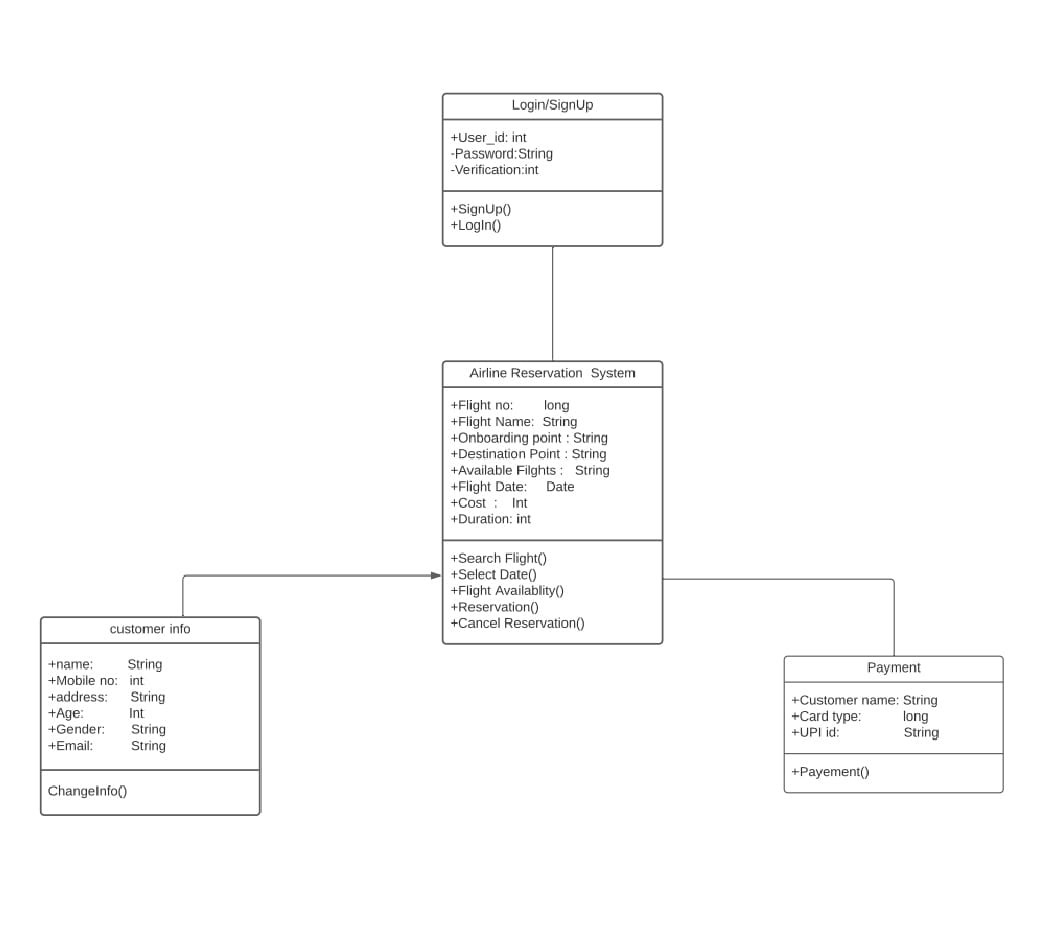 Login/SignUp
+User_id: int
-Password:String
-Verification:int
+SignUp()
+LogIn()
Airline Reservation System
+Flight no: long
+Flight Name: String
+Onboarding point : String
+Destination Point : String
+Available Filghts : String
+Flight Date: Date
+Cost : Int
+Duration: int
+Search Flight()
+Select Date()
+Flight Availablity()
+Reservation()
+Cancel Reservation()
customer info
+name: String
+Mobile no: int
+address: String
+Age: Int
+Gender: String
+Email: String
ChangeInfo()
Payment
+Customer name: String
+Card type: long
+UPI id: String
+Payement()